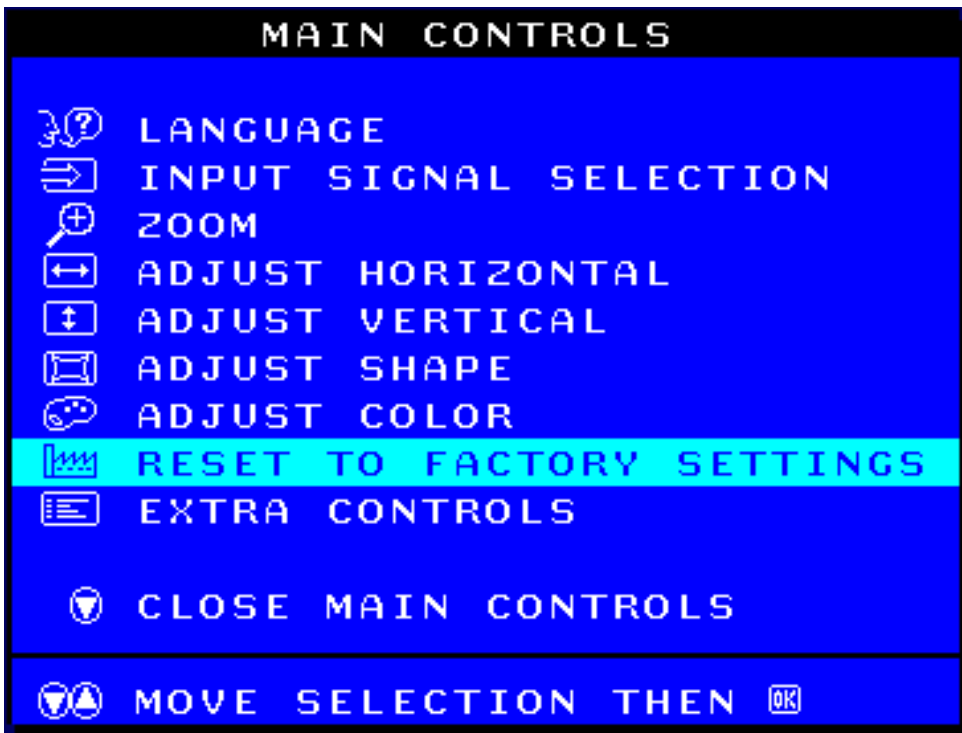 MAIN CONTROLS
LANGUAGE
INPUT SIGNAL SELECTION
ZOOM
ADJUST HORIZONTAL
ADJUST VERTICAL
ADJUST SHAPE
ADJUST COLOR
RESET TO FACTORY SETTINGS
EXTRA CONTROLS
CLOSE MAIN CONTROLS
MOVE SELECTION THEN OK